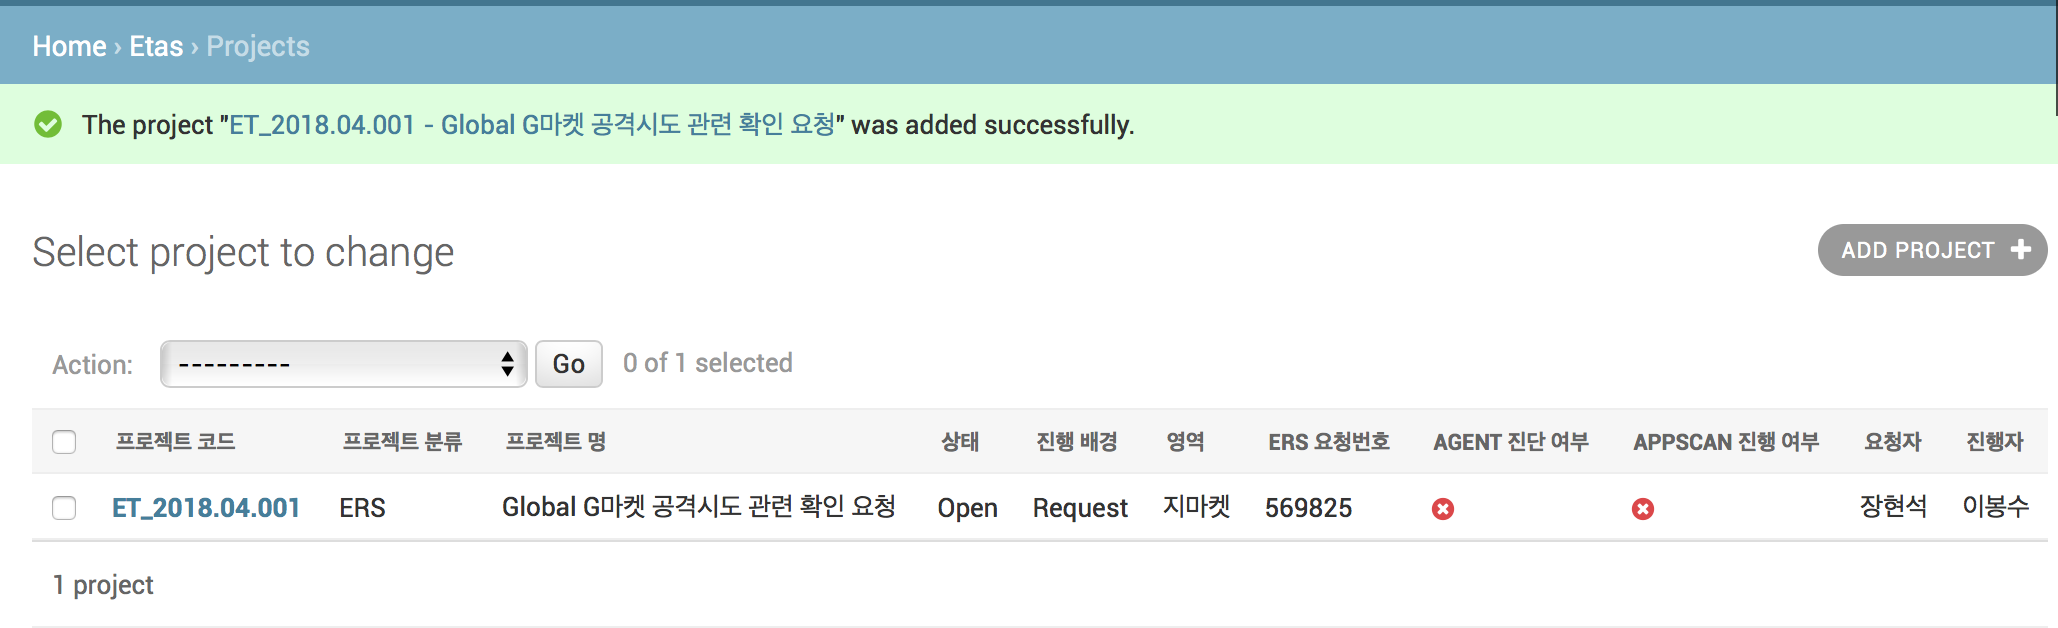 Home › Etas › Projects
The project "ET_2018.04.001 - Global G마켓 공격시도 관련 확인 요청" was added successfully.
Select project to change
ADD PROJECT +
Action: --------- Go 0 of 1 selected
프로젝트 코드 프로젝트 분류 프로젝트 명 상태 진행 배경 영역 ERS 요청번호 AGENT 진단 여부 APPSCAN 진행 여부 요청자 진행자
ET_2018.04.001 ERS Global G마켓 공격시도 관련 확인 요청 Open Request 지마켓 569825 장현석 이봉수
1 project